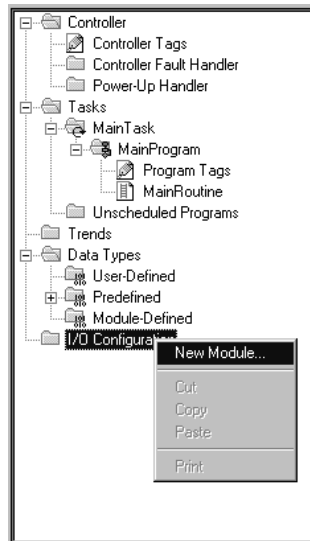 Controller
Controller Tags
Controller Fault Handler
Power-Up Handler
Tasks
MainTask
MainProgram
Program Tags
MainRoutine
Unscheduled Programs
Trends
Data Types
User-Defined
Predefined
Module-Defined
I/O Configuration
New Module...
Cut
Copy
Paste
Print